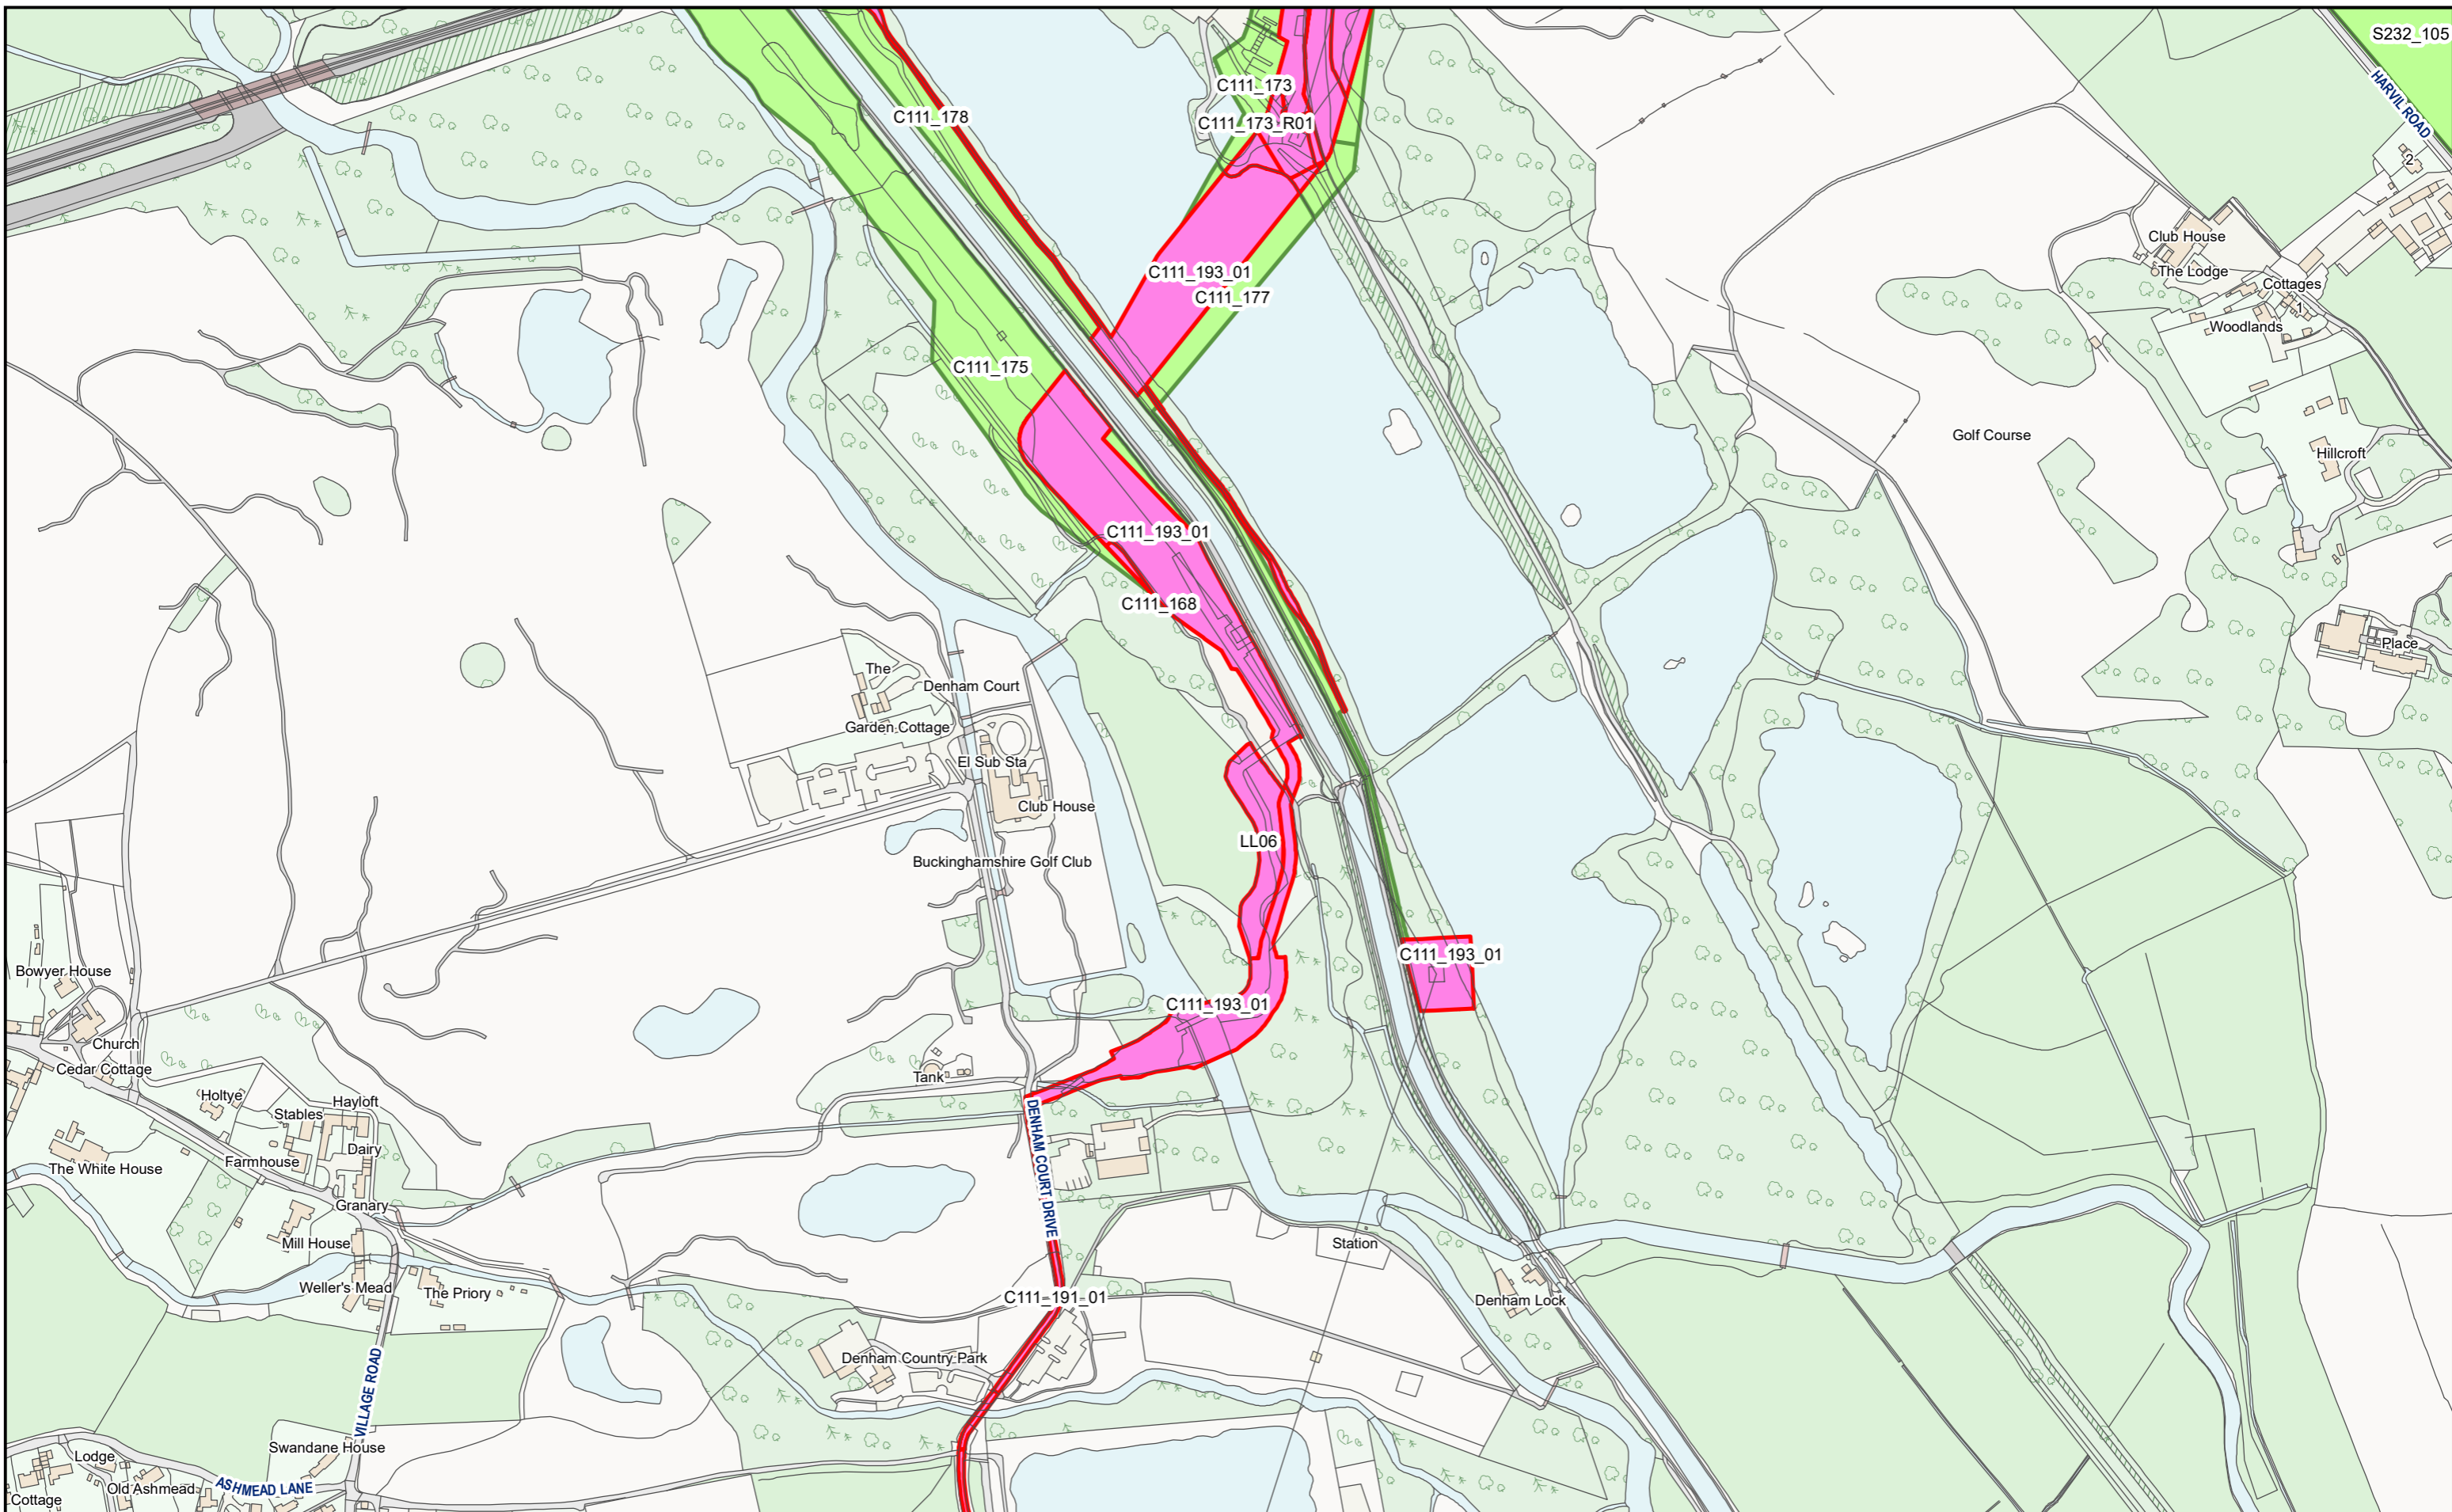 S232_105
HARVIL ROAD
C111_173
C111_178
C111_173_R01
2
Club House
The Lodge
C111_193_01
Cottages
C111_177
1
Woodlands
C111_175
Golf Course
Hillcroft
C111_193_01
C111_168
Place
The
Denham Court
Garden Cottage
El Sub Sta
Club House
LL06
Buckinghamshire Golf Club
C111_193_01
Bowyer House
C111_193_01
Church
Cedar Cottage
Tank
Holtye
Hayloft
Stables
DENHAM COURT DRIVE
Dairy
Farmhouse
The White House
Granary
Mill House
Station
Weller's Mead
The Priory
C111_191_01
Denham Lock
Denham Country Park
VILLAGE ROAD
Swandane House
Lodge
Old Ashmead
ASHMEAD LANE
Cottage